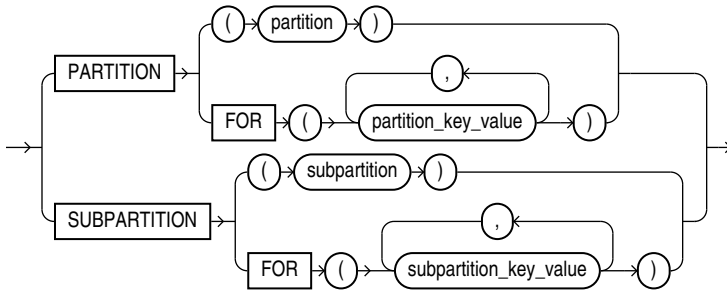 ( partition )
PARTITION
,
FOR ( partition_key_value )
( subpartition )
SUBPARTITION
,
FOR ( subpartition_key_value )